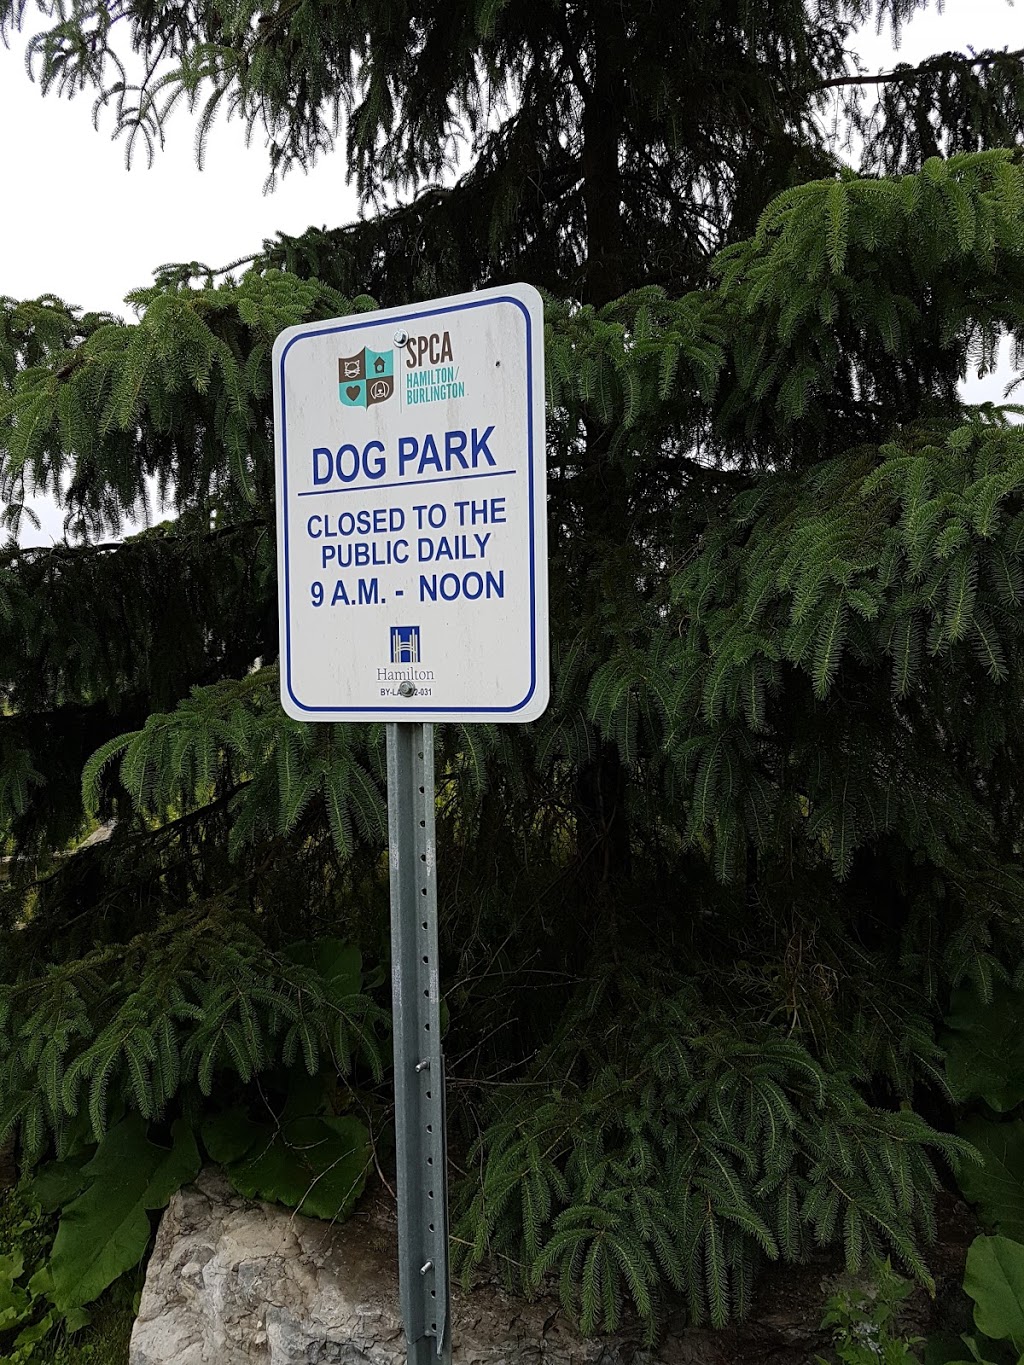 SPCA
HAMILTON/
BURLINGTON
DOG PARK
CLOSED TO THE
PUBLIC DAILY
9 A.M. - NOON
Hamilton